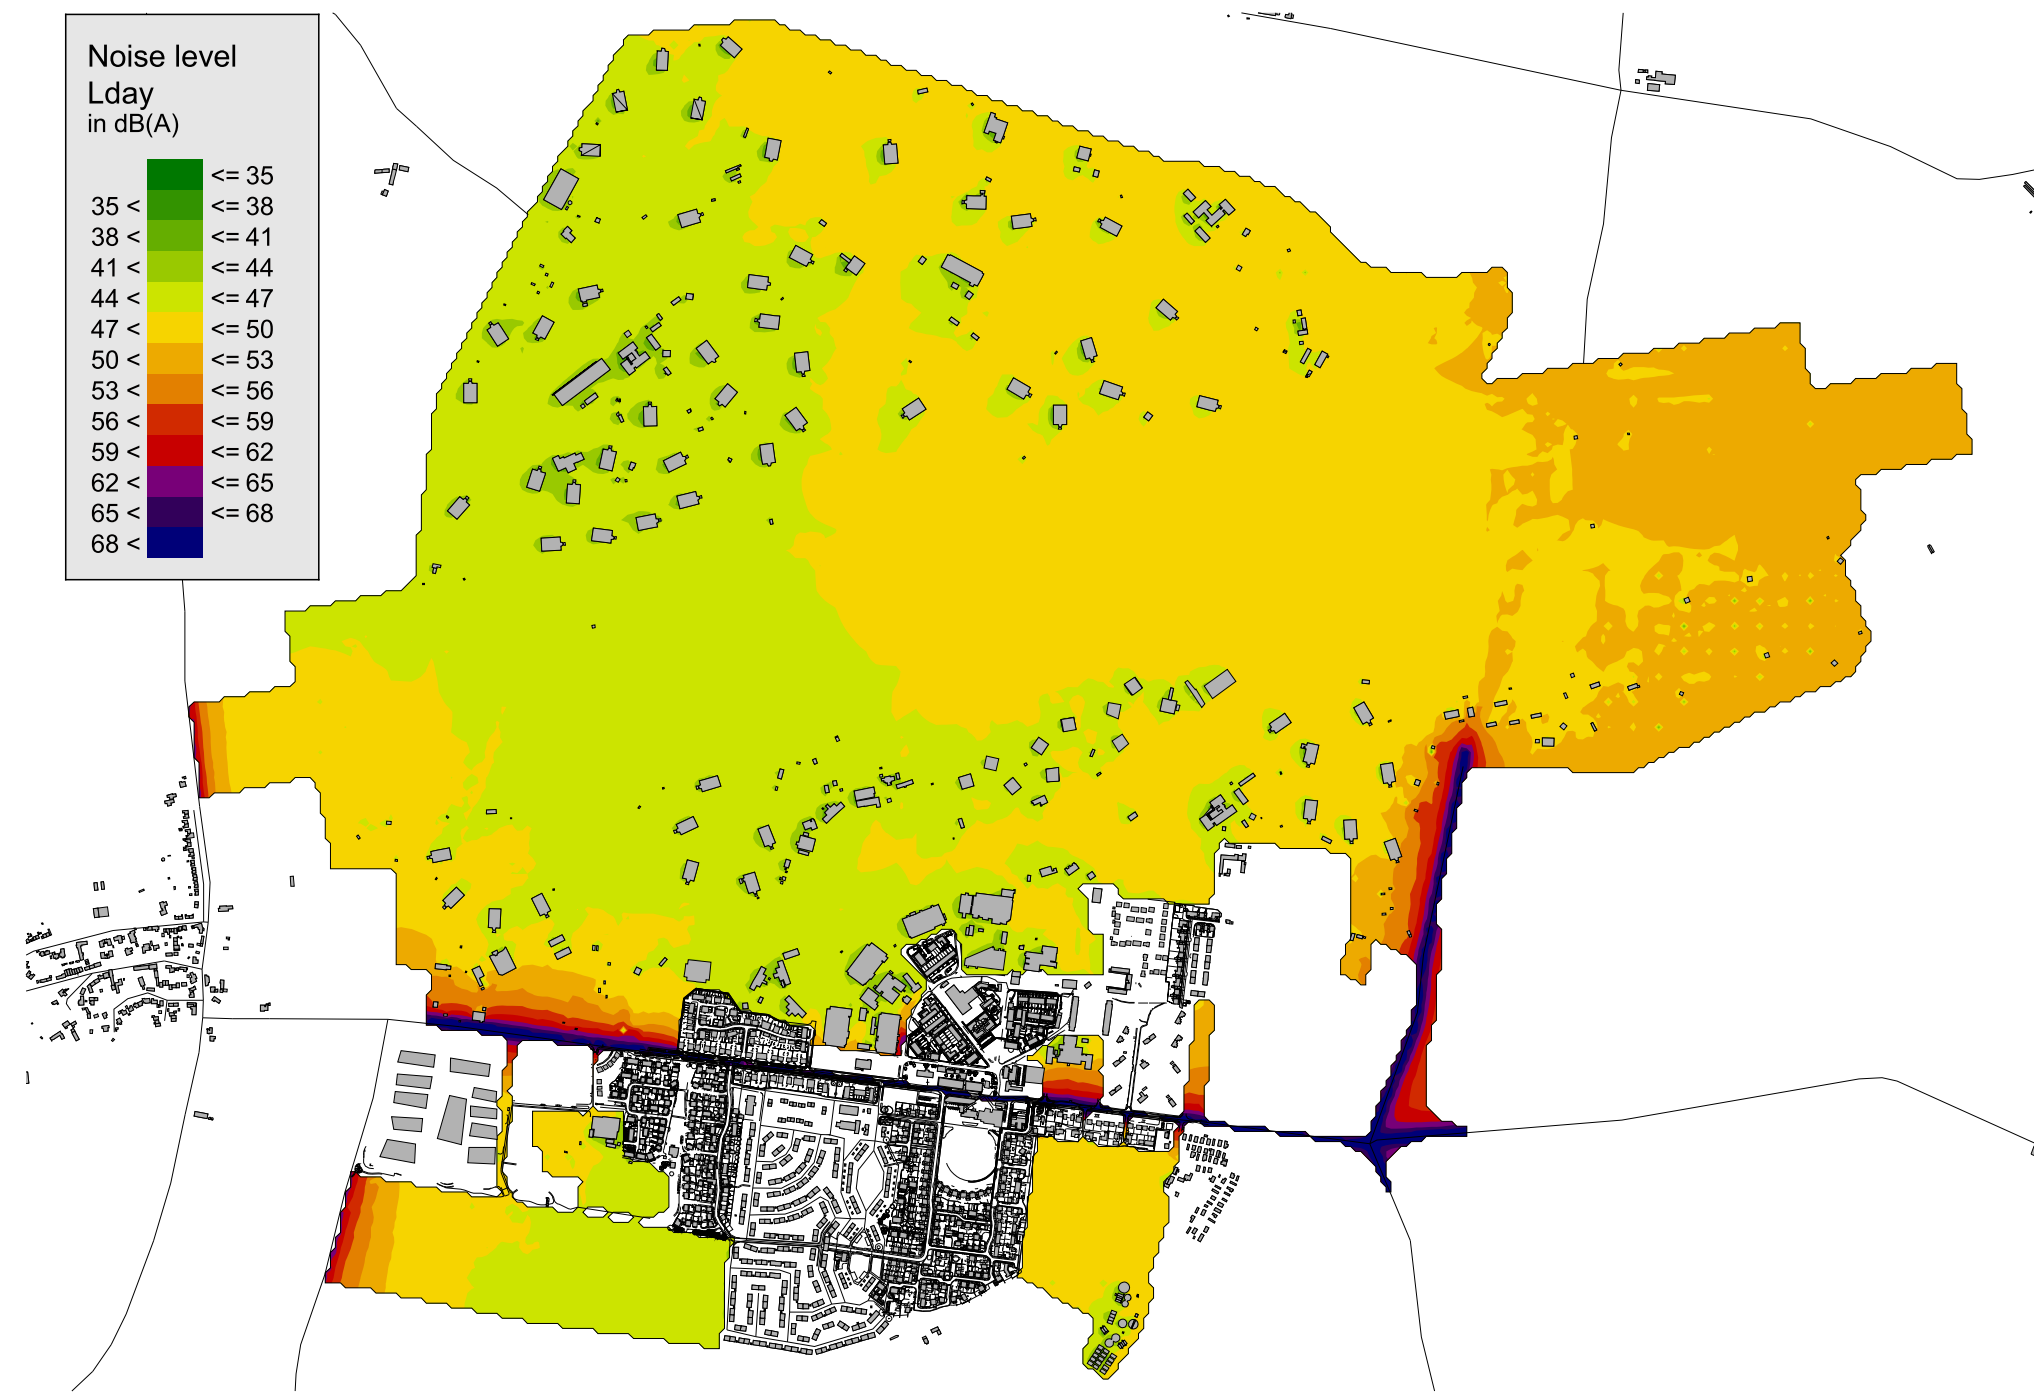 Noise level
Lday
in dB(A)
<= 35
35 < <= 38
38 < <= 41
41 < <= 44
44 < <= 47
47 < <= 50
50 < <= 53
53 < <= 56
56 < <= 59
59 < <= 62
62 < <= 65
65 < <= 68
68 <